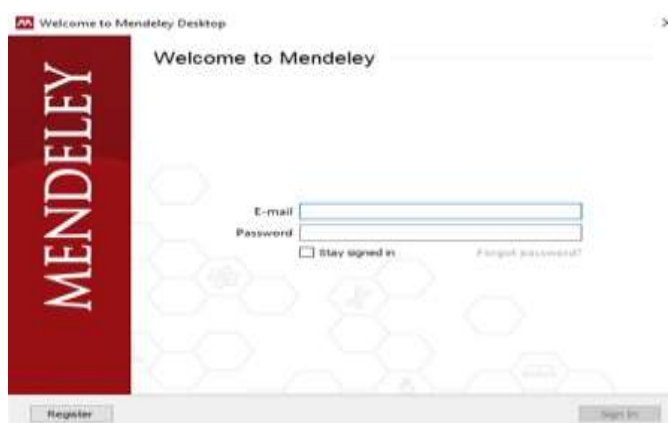 Welcome to Mendeley Desktop
Welcome to Mendeley
MENDELEY
E-mail
Password
Stay signed in
Forgot password?
Register
Sign In